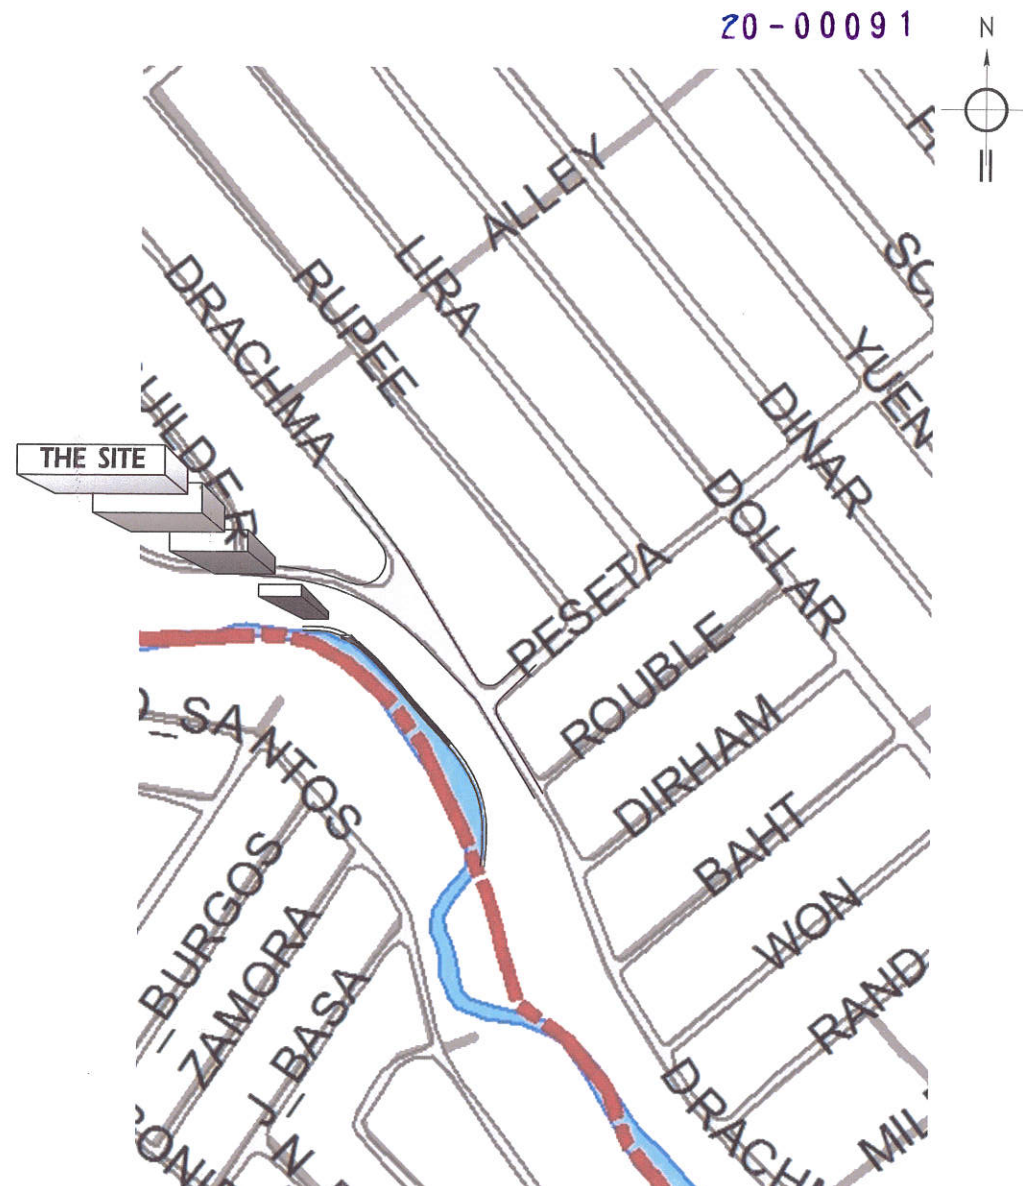 20-00091
N
ALLEY
LIRA
RUPEE
DRACHMA
YUEN
DINAR
THE SITE
DOLLAR
PESETA
ROUBLE
DIRHAM
SANTOS
BAHT
BURGOS
WON
ZAMORA
RAND
J. BASA